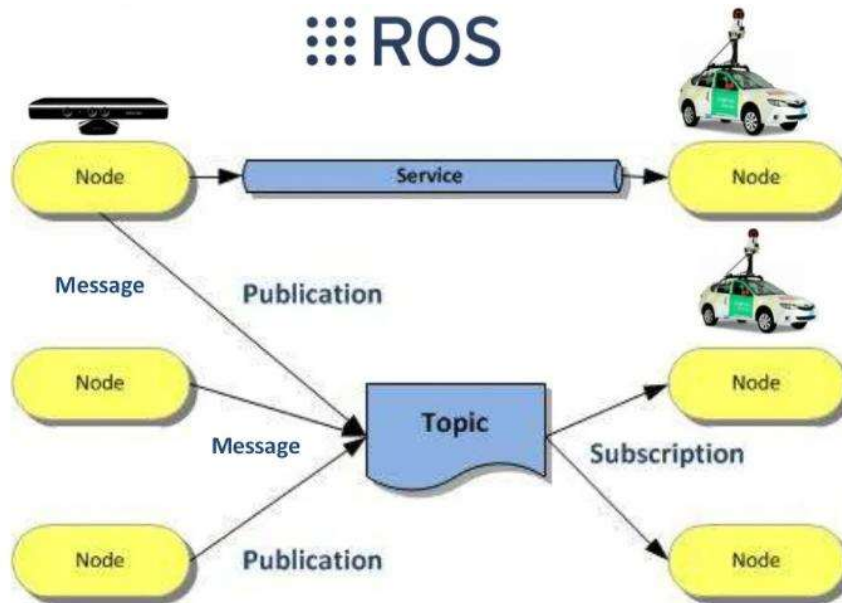 ROS
Node
Service
Node
Message
Publication
Node
Topic
Node
Message
Subscription
Node
Publication
Node